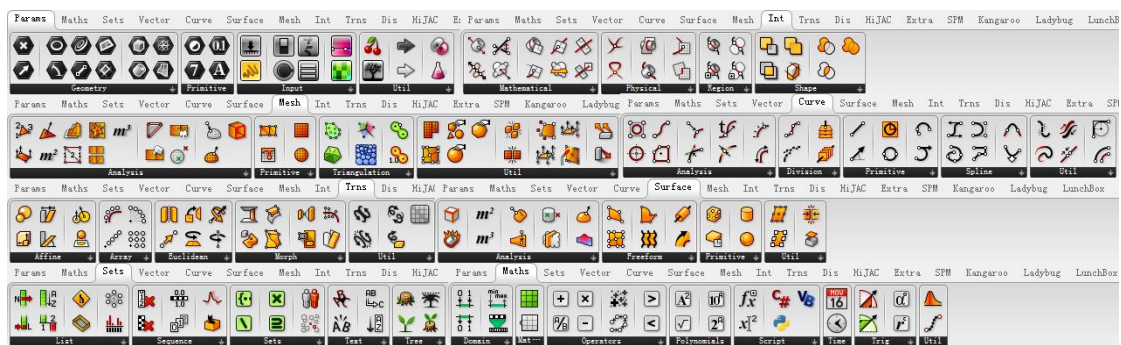 Params Maths Sets Vector Curve Surface Mesh Int Trns Dis HiJAC E: Params Maths Sets Vector Curve Surface Mesh Int Trns Dis HiJAC Extra SPM Kangaroo Ladybug LunchB
Geometry Primitive Input Util Mathematical Physical Region Shape
Params Maths Sets Vector Curve Surface Mesh Int Trns Dis HiJAC Extra SPM Kangaroo Ladybug Params Maths Sets Vector Curve Surface Mesh Int Trns Dis HiJAC Extra SPM
Analysis Primitive Triangulation Util Analysis Division Primitive Spline Util
Params Maths Sets Vector Curve Surface Mesh Int Trns Dis HiJAC Params Maths Sets Vector Curve Surface Mesh Int Trns Dis HiJAC Extra SPM Kangaroo Ladybug LunchBox
Affine Array Euclidean Morph Util Analysis Freeform Primitive Util
Params Maths Sets Vector Curve Surface Mesh Int Trns Dis HiJAC Params Maths Sets Vector Curve Surface Mesh Int Trns Dis HiJAC Extra SPM Kangaroo Ladybug LunchBox
List Sequence Sets Text Tree Domain Mat... Operators Polynomials Script Time Trig Util